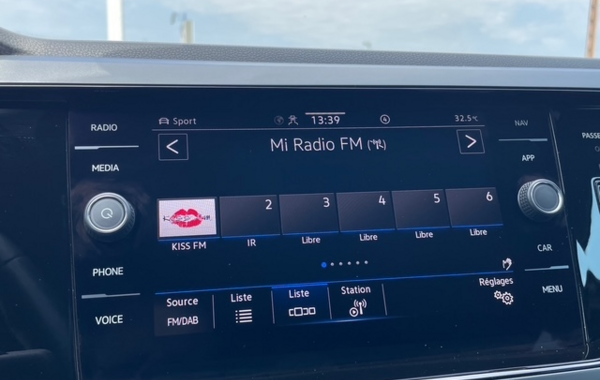 RADIO
MEDIA
PHONE
VOICE
Sport
13:39
32.5°C
Mi Radio FM
2
3
4
5
6
KISS FM
IR
Libre
Libre
Libre
Libre
Source
FM/DAB
Liste
Liste
Station
Réglages
NAV
APP
CAR
MENU